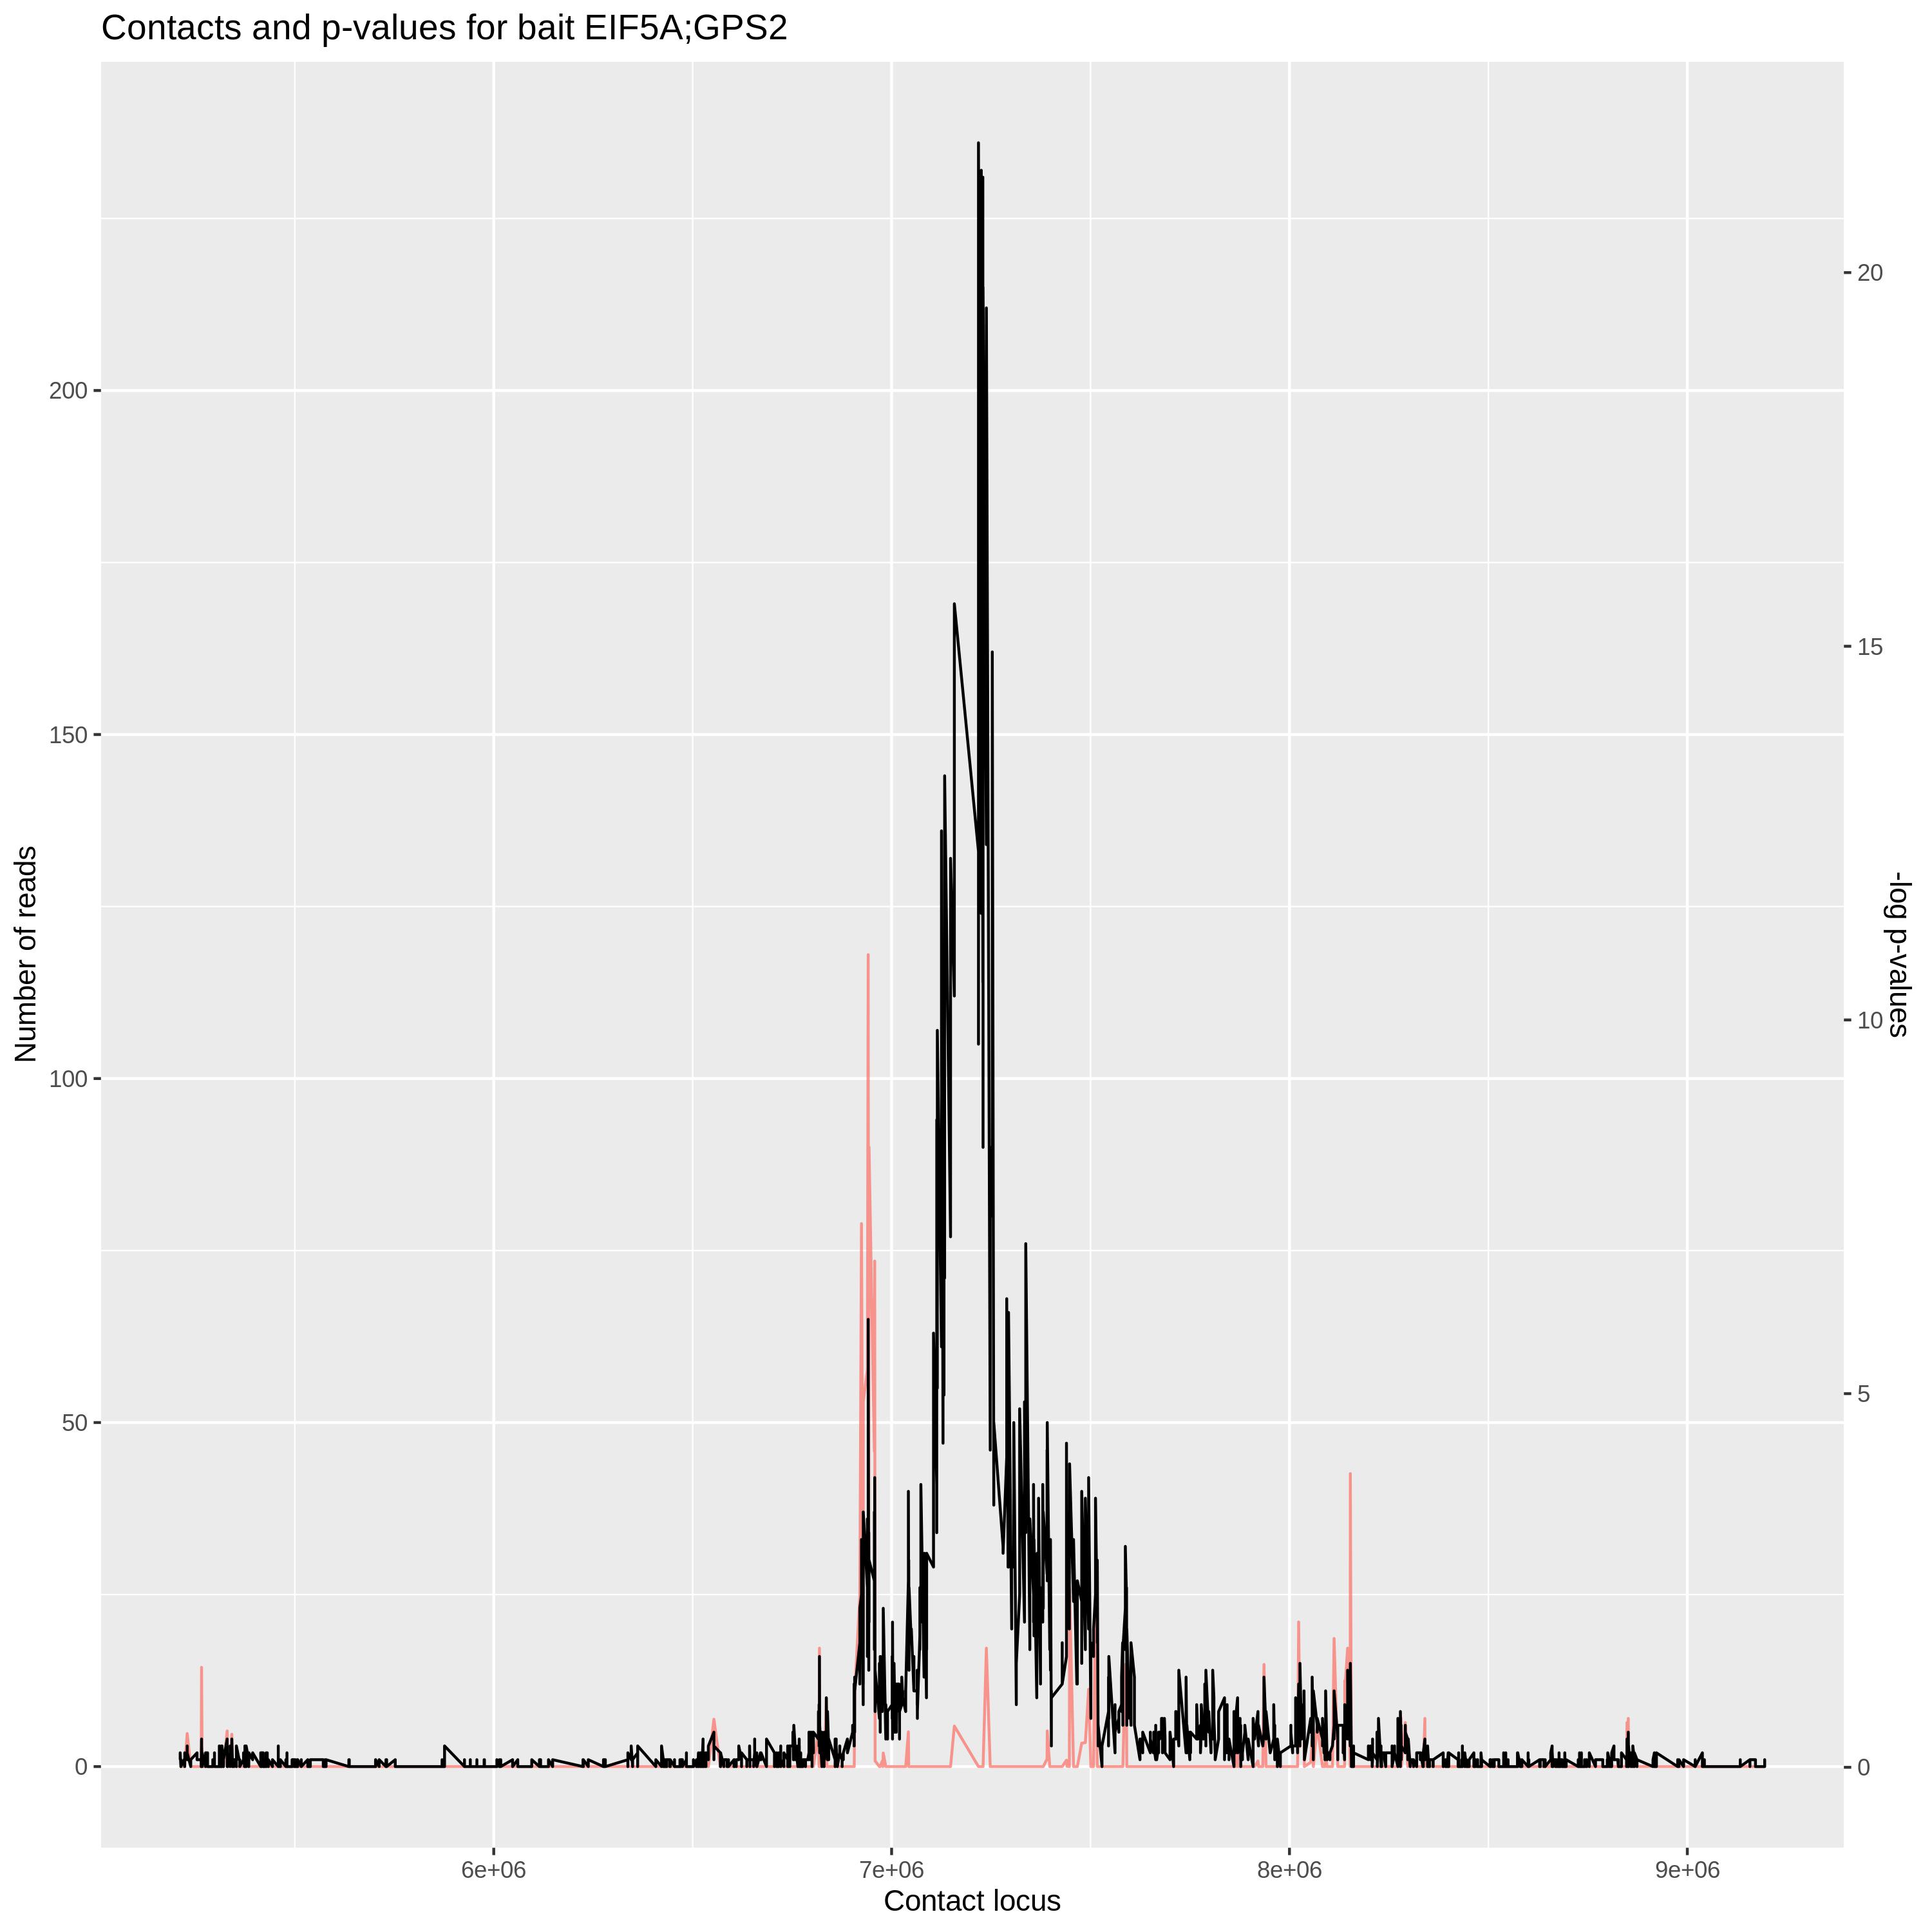 Contacts and p-values for bait EIF5A;GPS2
Number of reads
200
150
100
50
0
20
15
10
5
0
-log p-values
6e+06 7e+06 8e+06 9e+06
Contact locus